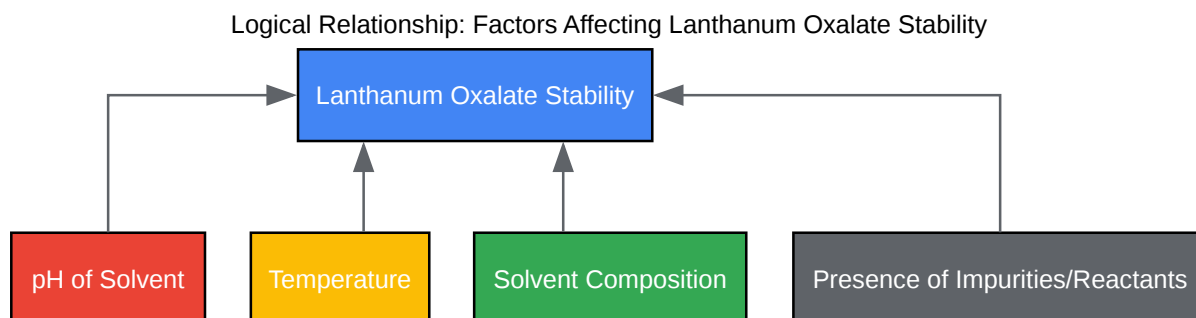 Logical Relationship: Factors Affecting Lanthanum Oxalate Stability
Lanthanum Oxalate Stability
pH of Solvent
Temperature
Solvent Composition
Presence of Impurities/Reactants